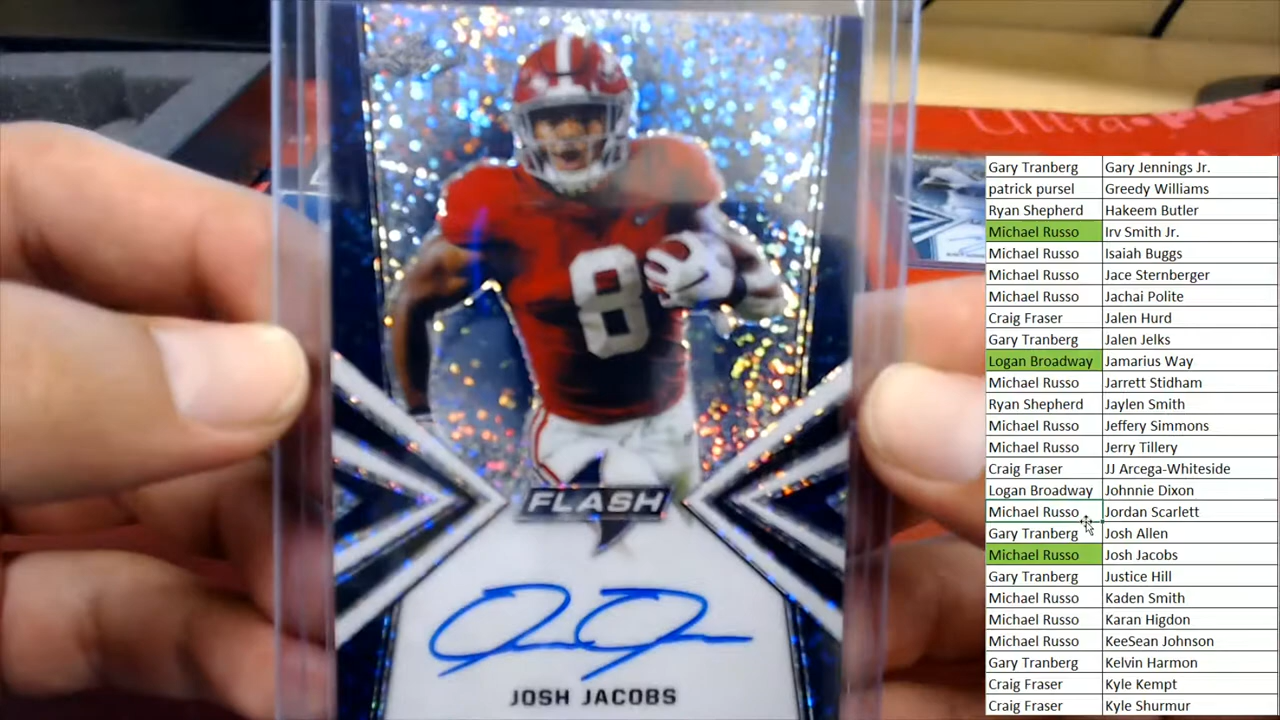 Ultra•PRO
8
FLASH
JOSH JACOBS
Gary Tranberg Gary Jennings Jr.
patrick pursel Greedy Williams
Ryan Shepherd Hakeem Butler
Michael Russo Irv Smith Jr.
Michael Russo Isaiah Buggs
Michael Russo Jace Sternberger
Michael Russo Jachai Polite
Craig Fraser Jalen Hurd
Gary Tranberg Jalen Jelks
Logan Broadway Jamarius Way
Michael Russo Jarrett Stidham
Ryan Shepherd Jaylen Smith
Michael Russo Jeffery Simmons
Michael Russo Jerry Tillery
Craig Fraser JJ Arcega-Whiteside
Logan Broadway Johnnie Dixon
Michael Russo Jordan Scarlett
Gary Tranberg Josh Allen
Michael Russo Josh Jacobs
Gary Tranberg Justice Hill
Michael Russo Kaden Smith
Michael Russo Karan Higdon
Michael Russo KeeSean Johnson
Gary Tranberg Kelvin Harmon
Craig Fraser Kyle Kempt
Craig Fraser Kyle Shurmur